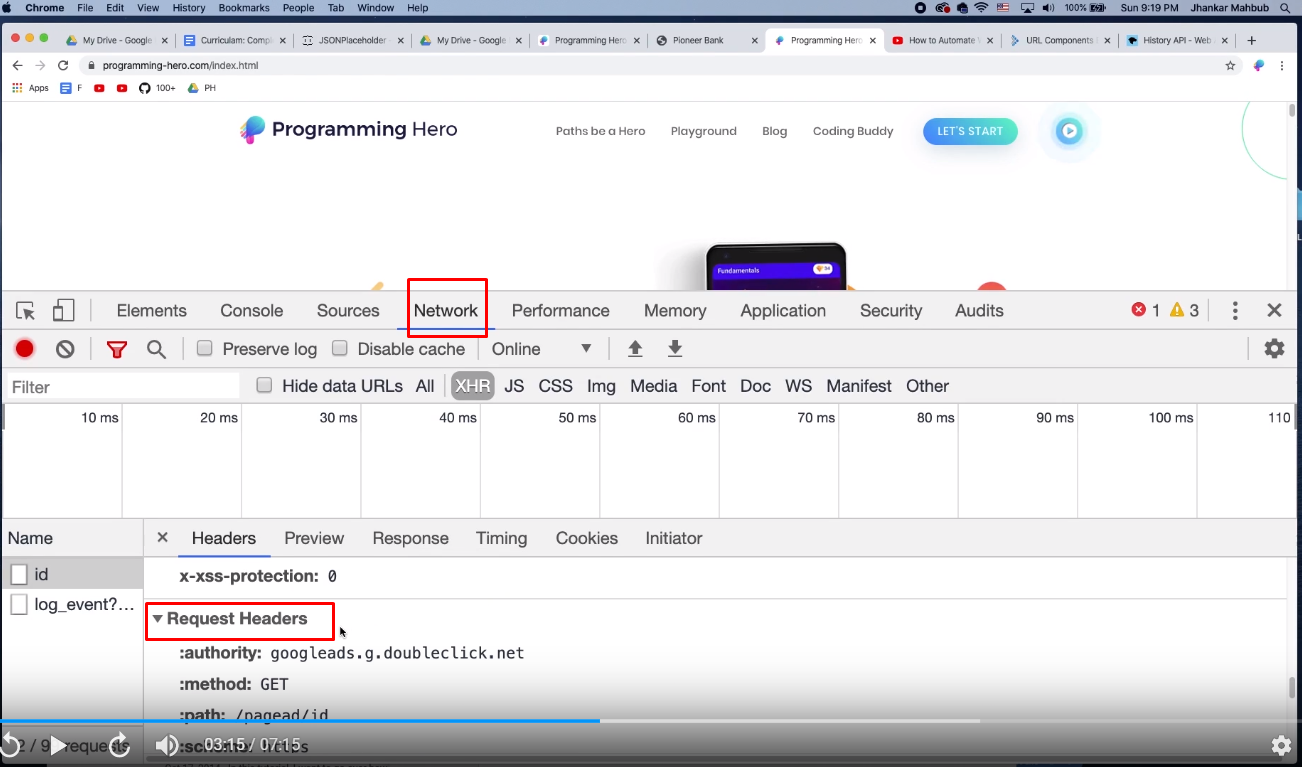 Chrome File Edit View History Bookmarks People Tab Window Help 100% Sun 9:19 PM Jhankar Mahbub
My Drive - Google Curriculam: Comp JSONPlaceholder - My Drive - Google Programming Hero Pioneer Bank Programming Hero How to Automate URL Components History API - Web
programming-hero.com/index.html
Apps F 100+ PH
Programming Hero Paths be a Hero Playground Blog Coding Buddy LET'S START
Fundamentals
Elements Console Sources Network Performance Memory Application Security Audits 1 3
Preserve log Disable cache Online
Filter Hide data URLs All XHR JS CSS Img Media Font Doc WS Manifest Other
10 ms 20 ms 30 ms 40 ms 50 ms 60 ms 70 ms 80 ms 90 ms 100 ms 110
Name × Headers Preview Response Timing Cookies Initiator
id x-xss-protection: 0
log_event?... Request Headers
:authority: googleads.g.doubleclick.net
:method: GET
:path: /pagead/id
2 / 9 requests 03:15 / 07:15 :scheme: https